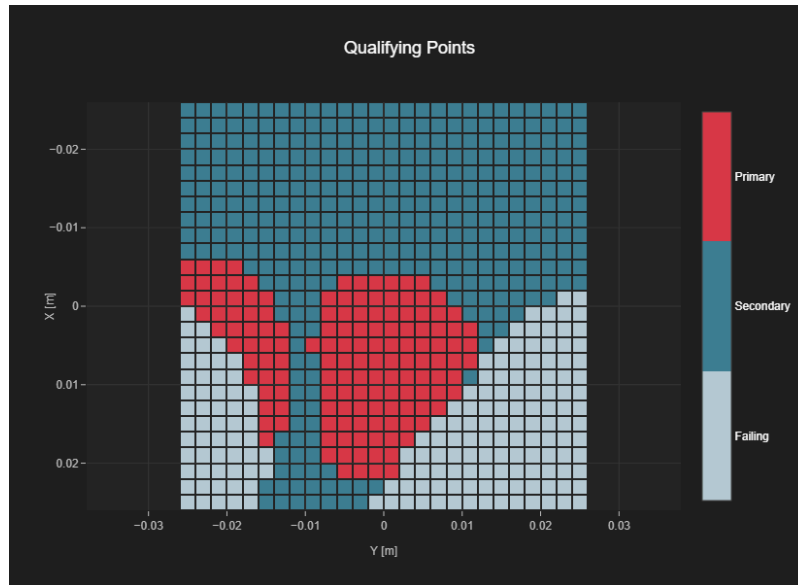 Qualifying Points
−0.02
−0.01
0
0.01
0.02
X [m]
−0.03
−0.02
−0.01
0
0.01
0.02
0.03
Y [m]
Primary
Secondary
Failing